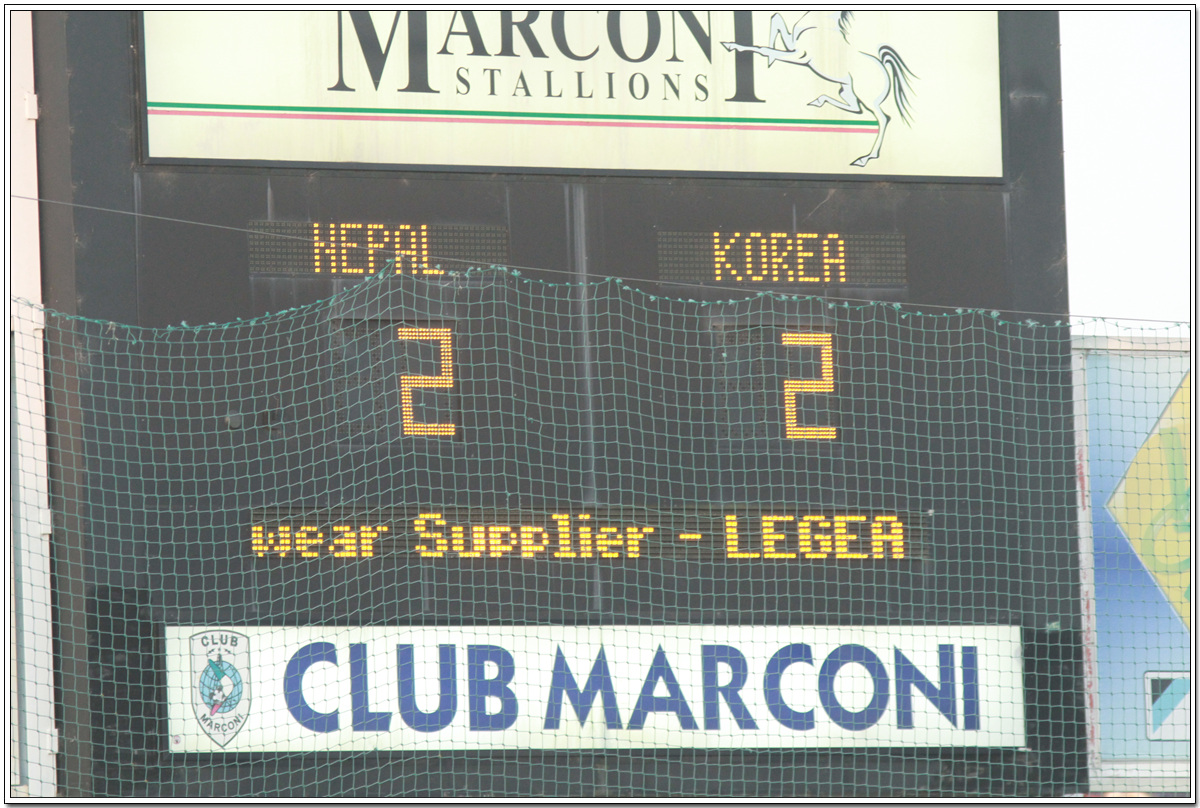 MARCONI
STALLIONS
NEPAL KOREA
2 2
wear Supplier - LEGEA
CLUB
MARCONI
CLUB MARCONI